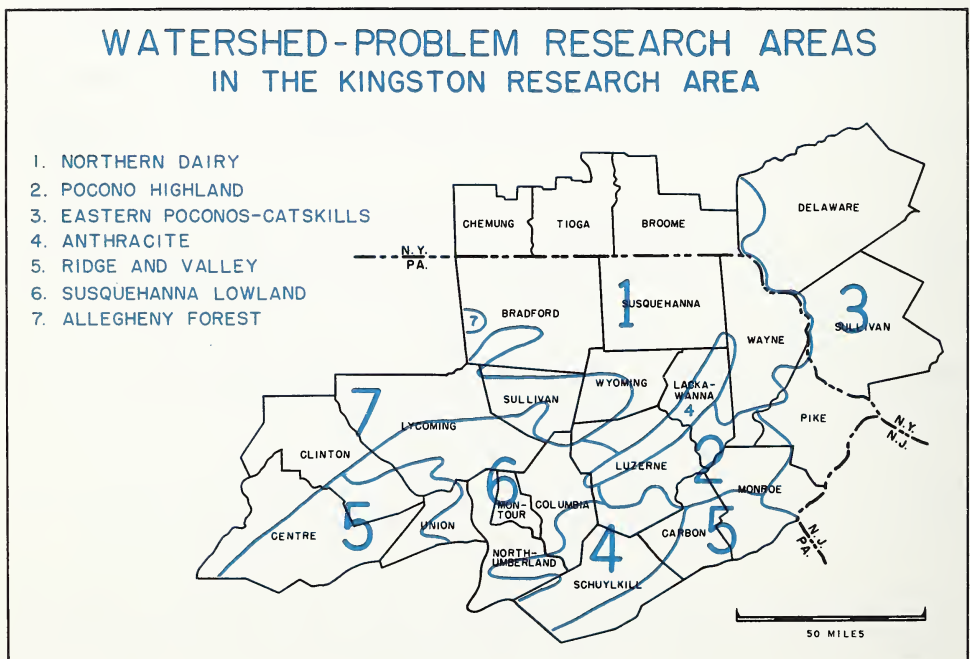 WATERSHED-PROBLEM RESEARCH AREAS
IN THE KINGSTON RESEARCH AREA
1. NORTHERN DAIRY
2. POCONO HIGHLAND
3. EASTERN POCONOS-CATSKILLS
4. ANTHRACITE
5. RIDGE AND VALLEY
6. SUSQUEHANNA LOWLAND
7. ALLEGHENY FOREST
DELAWARE
CHEMUNG
TIOGA
BROOME
N.Y.
PA.
1
SUSQUEHANNA
3
SULLIVAN
BRADFORD
7
WAYNE
WYOMING
LACKA-
WANNA
4
SULLIVAN
7
LYCOMING
PIKE
N.Y.
N.J.
CLINTON
LUZERNE
2
MONROE
6
MON-
TOUR
COLUMBIA
CENTRE
5
UNION
CARBON
5
N.J.
PA.
NORTH-
UMBERLAND
4
SCHUYLKILL
50 MILES